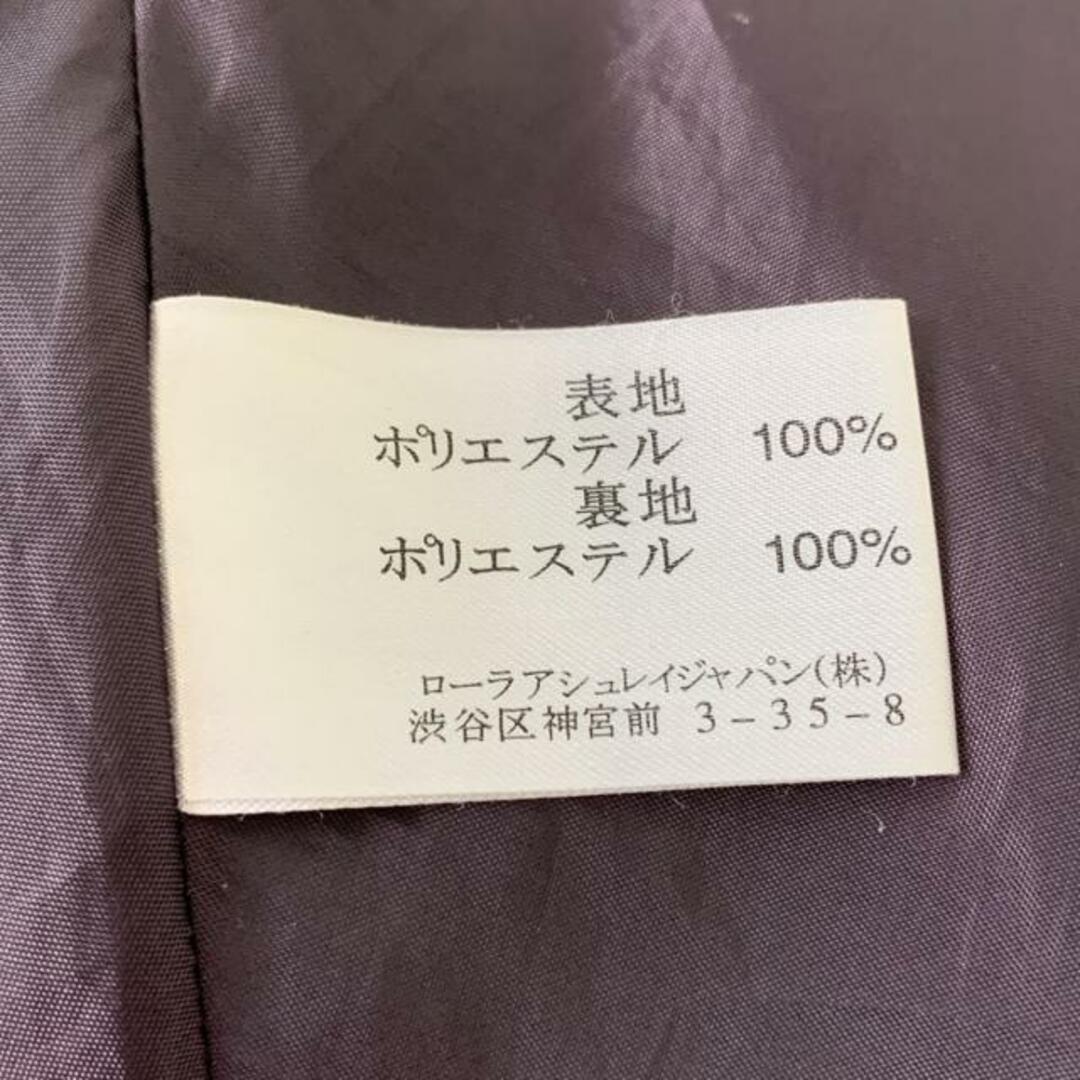 表地
ポリエステル 100%
裏地
ポリエステル 100%
ローラアシュレイジャパン(株)
渋谷区神宮前 3-35-8